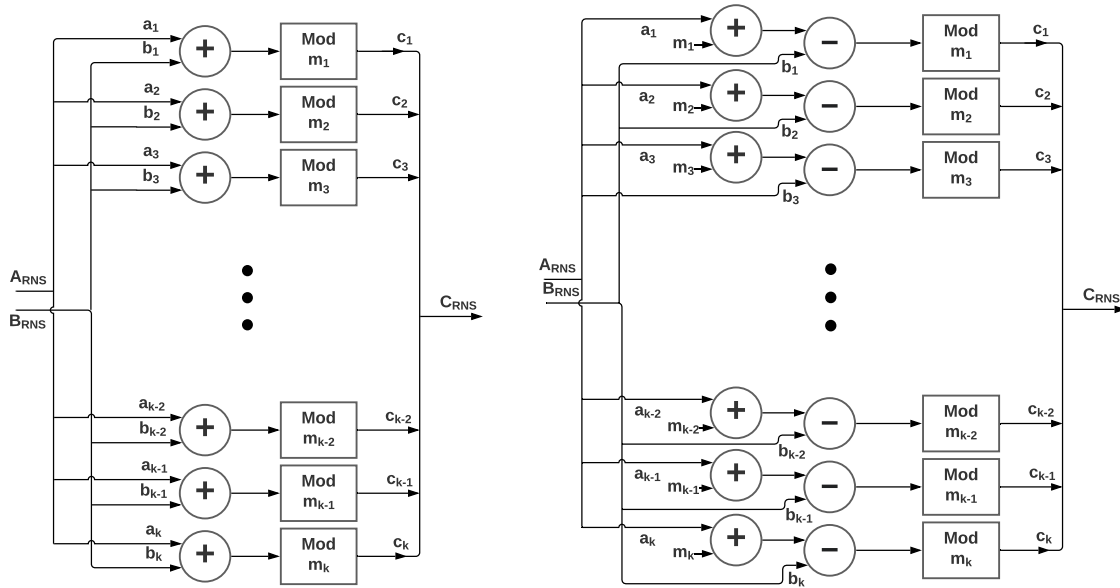 a1
b1
+
Mod
m1
c1
a2
b2
+
Mod
m2
c2
a3
b3
+
Mod
m3
c3
ARNS
BRNS
CRNS
ak-2
bk-2
+
Mod
mk-2
ck-2
ak-1
bk-1
+
Mod
mk-1
ck-1
ak
bk
+
Mod
mk
ck
a1
m1
+
b1
−
Mod
m1
c1
a2
m2
+
b2
−
Mod
m2
c2
a3
m3
+
b3
−
Mod
m3
c3
ARNS
BRNS
CRNS
ak-2
mk-2
+
bk-2
−
Mod
mk-2
ck-2
ak-1
mk-1
+
bk-1
−
Mod
mk-1
ck-1
ak
mk
+
bk
−
Mod
mk
ck